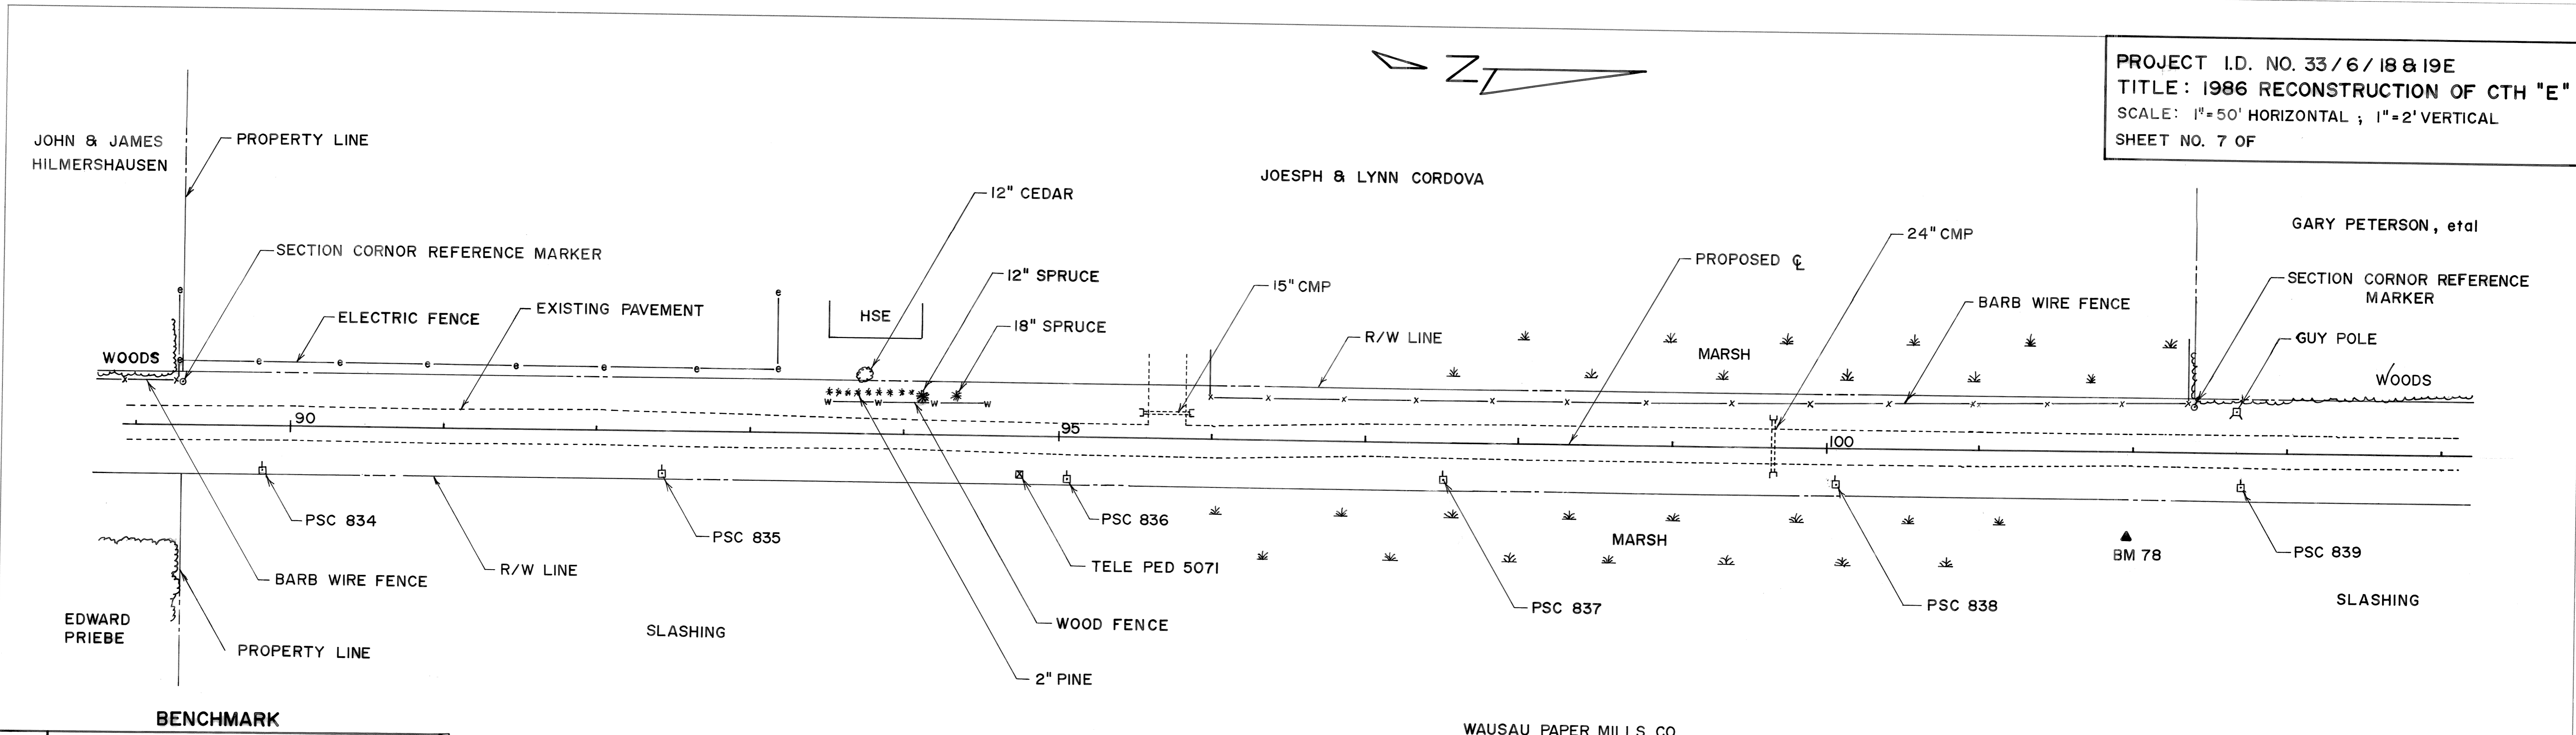 PROJECT I.D. NO. 33/6/18 & 19E
TITLE: 1986 RECONSTRUCTION OF CTH "E"
SCALE: 1"=50' HORIZONTAL ; 1"=2' VERTICAL
SHEET NO. 7 OF
N
JOHN & JAMES
HILMERSHAUSEN
PROPERTY LINE
JOESPH & LYNN CORDOVA
12" CEDAR
GARY PETERSON, etal
24" CMP
SECTION CORNOR REFERENCE MARKER
PROPOSED ℄
12" SPRUCE
15" CMP
SECTION CORNOR REFERENCE
MARKER
BARB WIRE FENCE
ELECTRIC FENCE
EXISTING PAVEMENT
HSE
18" SPRUCE
R/W LINE
GUY POLE
WOODS
MARSH
WOODS
90
95
100
PSC 834
PSC 835
PSC 836
MARSH
BM 78
PSC 839
BARB WIRE FENCE
R/W LINE
TELE PED 5071
PSC 837
PSC 838
SLASHING
EDWARD
PRIEBE
SLASHING
WOOD FENCE
PROPERTY LINE
2" PINE
BENCHMARK
WAUSAU PAPER MILLS CO